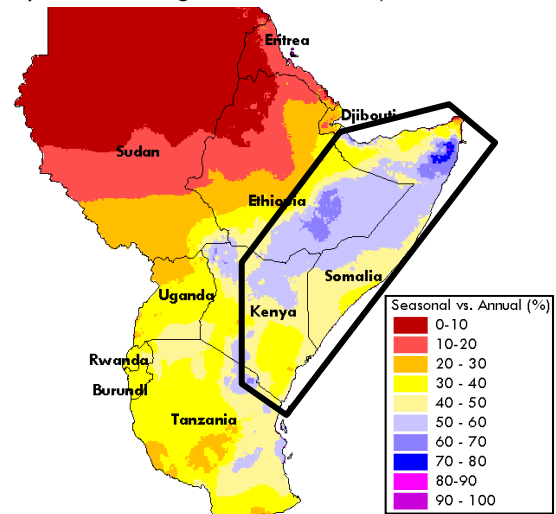 Eritrea
Djibouti
Sudan
Ethiopia
Somalia
Uganda
Kenya
Rwanda
Burundi
Tanzania
Seasonal vs. Annual (%)
0-10
10-20
20 - 30
30 - 40
40 - 50
50 - 60
60 - 70
70 - 80
80-90
90 - 100